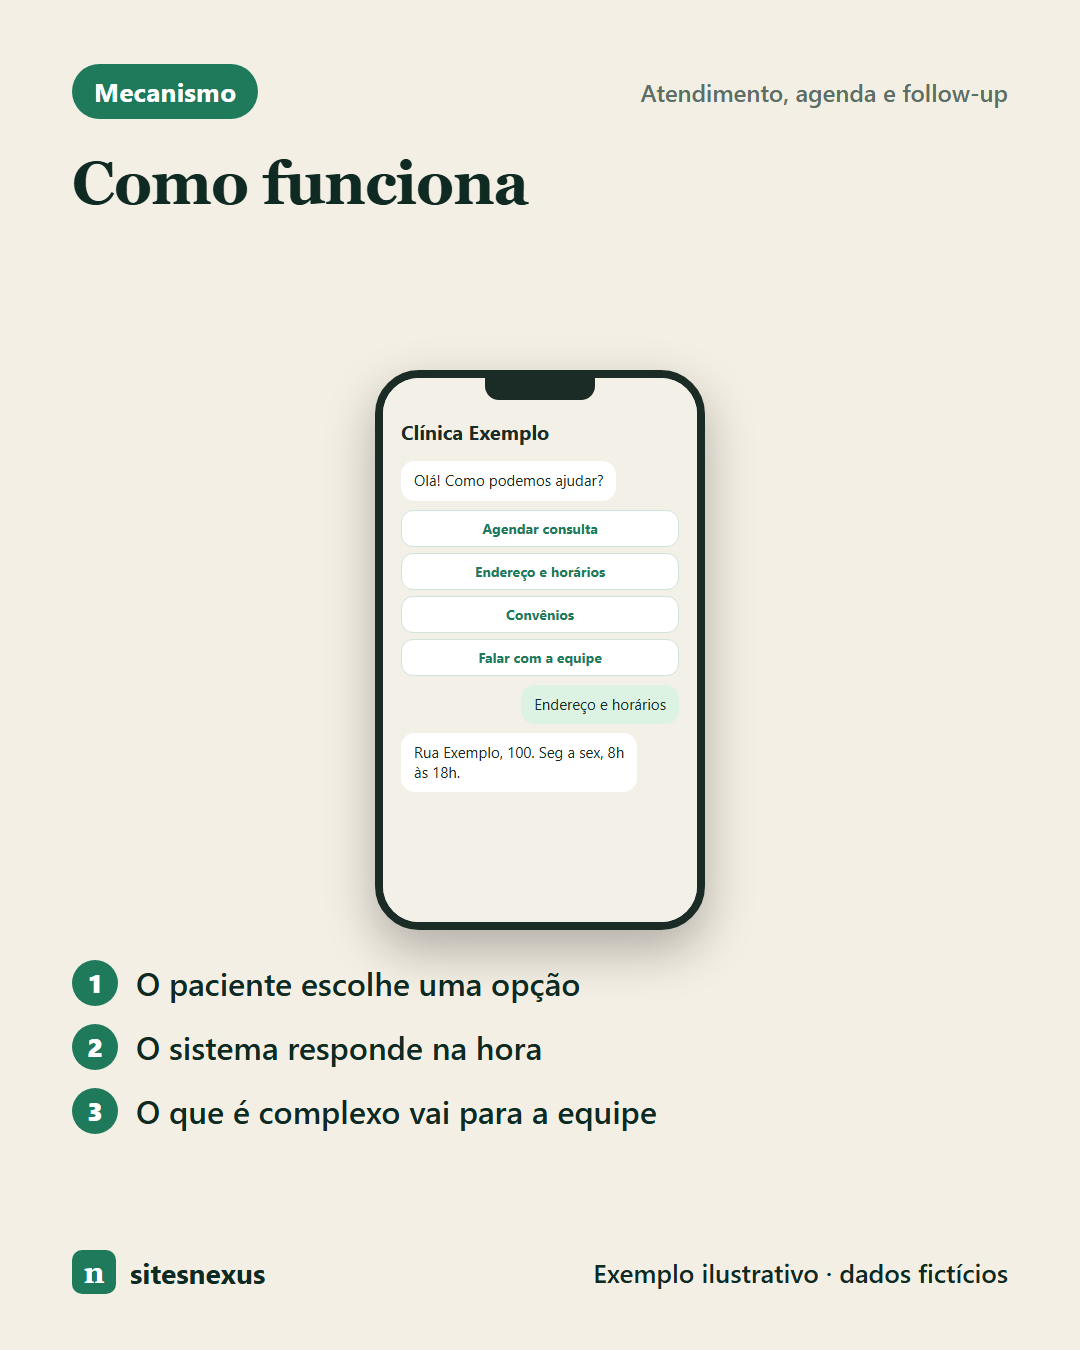 Mecanismo
Atendimento, agenda e follow-up
Como funciona
Clínica Exemplo
Olá! Como podemos ajudar?
Agendar consulta
Endereço e horários
Convênios
Falar com a equipe
Endereço e horários
Rua Exemplo, 100. Seg a sex, 8h
às 18h.
1 O paciente escolhe uma opção
2 O sistema responde na hora
3 O que é complexo vai para a equipe
n sitesnexus
Exemplo ilustrativo · dados fictícios